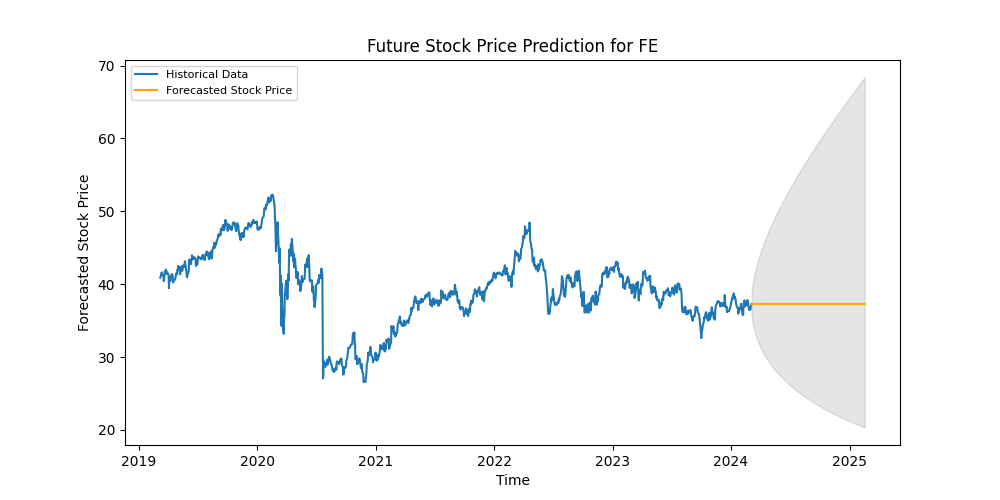 Future Stock Price Prediction for FE
Historical Data
Forecasted Stock Price
Forecasted Stock Price
70
60
50
40
30
20
2019
2020
2021
2022
2023
2024
2025
Time